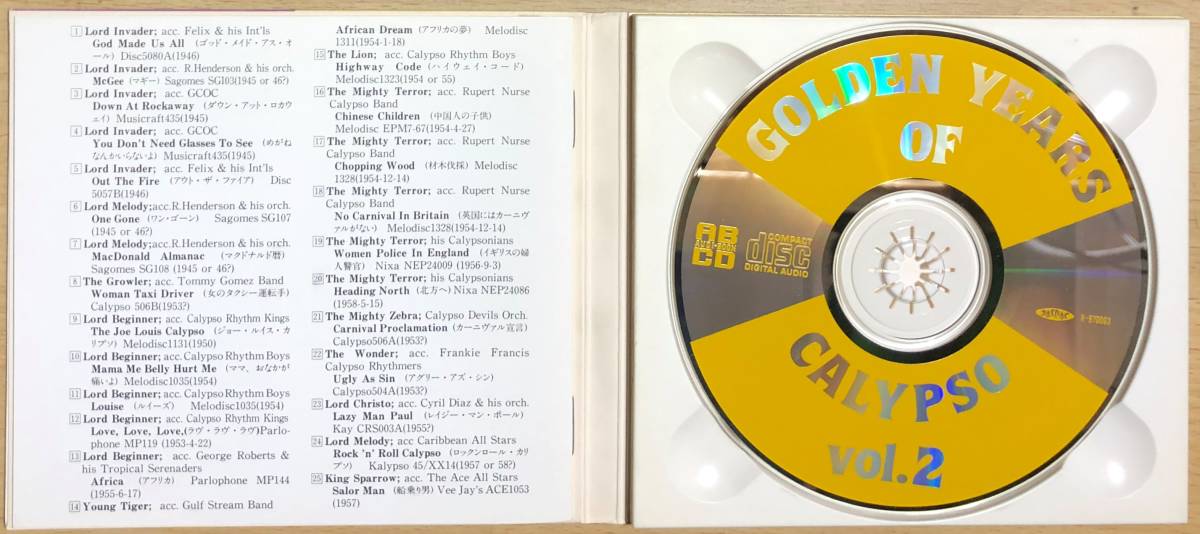 1 Lord Invader; acc. Felix & his Int'ls
God Made Us All (ゴッド・メイド・アス・オ
ール) Disc5080A(1946)
2 Lord Invader; acc. R.Henderson & his orch.
McGee (マギー) Sagomes SG103(1945 or 46?)
3 Lord Invader; acc. GCOC
Down At Rockaway (ダウン・アット・ロカウ
ェイ) Musicraft435(1945)
4 Lord Invader; acc. GCOC
You Don't Need Glasses To See (めがね
なんかいらないよ) Musicraft435(1945)
5 Lord Invader; acc. Felix & his Int'ls
Out The Fire (アウト・ザ・ファイア) Disc
5057B(1946)
6 Lord Melody;acc.R.Henderson & his orch.
One Gone (ワン・ゴーン) Sagomes SG107
(1945 or 46?)
7 Lord Melody;acc.R.Henderson & his orch.
MacDonald Almanac (マクドナルド暦)
Sagomes SG108 (1945 or 46?)
8 The Growler; acc. Tommy Gomez Band
Woman Taxi Driver (女のタクシー運転手)
Calypso 506B(1953?)
9 Lord Beginner; acc. Calypso Rhythm Kings
The Joe Louis Calypso (ジョー・ルイス・カ
リプソ) Melodisc1131(1950)
10 Lord Beginner; acc.Calypso Rhythm Boys
Mama Me Belly Hurt Me (ママ、おなかが
痛いよ) Melodisc1035(1954)
11 Lord Beginner; acc.Calypso Rhythm Boys
Louise (ルイーズ) Melodisc1035(1954)
12 Lord Beginner; acc. Calypso Rhythm Kings
Love, Love, Love,(ラヴ・ラヴ・ラヴ)Parlo-
phone MP119 (1953-4-22)
13 Lord Beginner; acc. George Roberts &
his Tropical Serenaders
Africa (アフリカ) Parlophone MP144
(1955-6-17)
14 Young Tiger; acc. Gulf Stream Band
African Dream (アフリカの夢) Melodisc
1311(1954-1-18)
15 The Lion; acc. Calypso Rhythm Boys
Highway Code (ハイウェイ・コード)
Melodisc1323(1954 or 55)
16 The Mighty Terror; acc. Rupert Nurse
Calypso Band
Chinese Children (中国人の子供)
Melodisc EPM7-67(1954-4-27)
17 The Mighty Terror; acc. Rupert Nurse
Calypso Band
Chopping Wood (材木伐採) Melodisc
1328(1954-12-14)
18 The Mighty Terror; acc. Rupert Nurse
Calypso Band
No Carnival In Britain (英国にはカーニヴ
ァルがない) Melodisc1328(1954-12-14)
19 The Mighty Terror; his Calypsonians
Women Police In England (イギリスの婦
人警官) Nixa NEP24009 (1956-9-3)
20 The Mighty Terror; his Calypsonians
Heading North (北方へ) Nixa NEP24086
(1958-5-15)
21 The Mighty Zebra; Calypso Devils Orch.
Carnival Proclamation (カーニヴァル宣言)
Calypso506A(1953?)
22 The Wonder; acc. Frankie Francis
Calypso Rhythmers
Ugly As Sin (アグリー・アズ・シン)
Calypso504A(1953?)
23 Lord Christo; acc. Cyril Diaz & his orch.
Lazy Man Paul (レイジー・マン・ポール)
Kay CRS003A(1955?)
24 Lord Melody; acc Caribbean All Stars
Rock 'n' Roll Calypso (ロックンロール・カリ
プソ) Kalypso 45/XX14(1957 or 58?)
25 King Sparrow; acc. The Ace All Stars
Salor Man (船乗り男) Vee Jay's ACE1053
(1957)
GOLDEN YEARS
OF
CALYPSO
vol.2
AB
AUDI-BOOK
CD
COMPACT
disc
DIGITAL AUDIO
JASRAC
R-670063